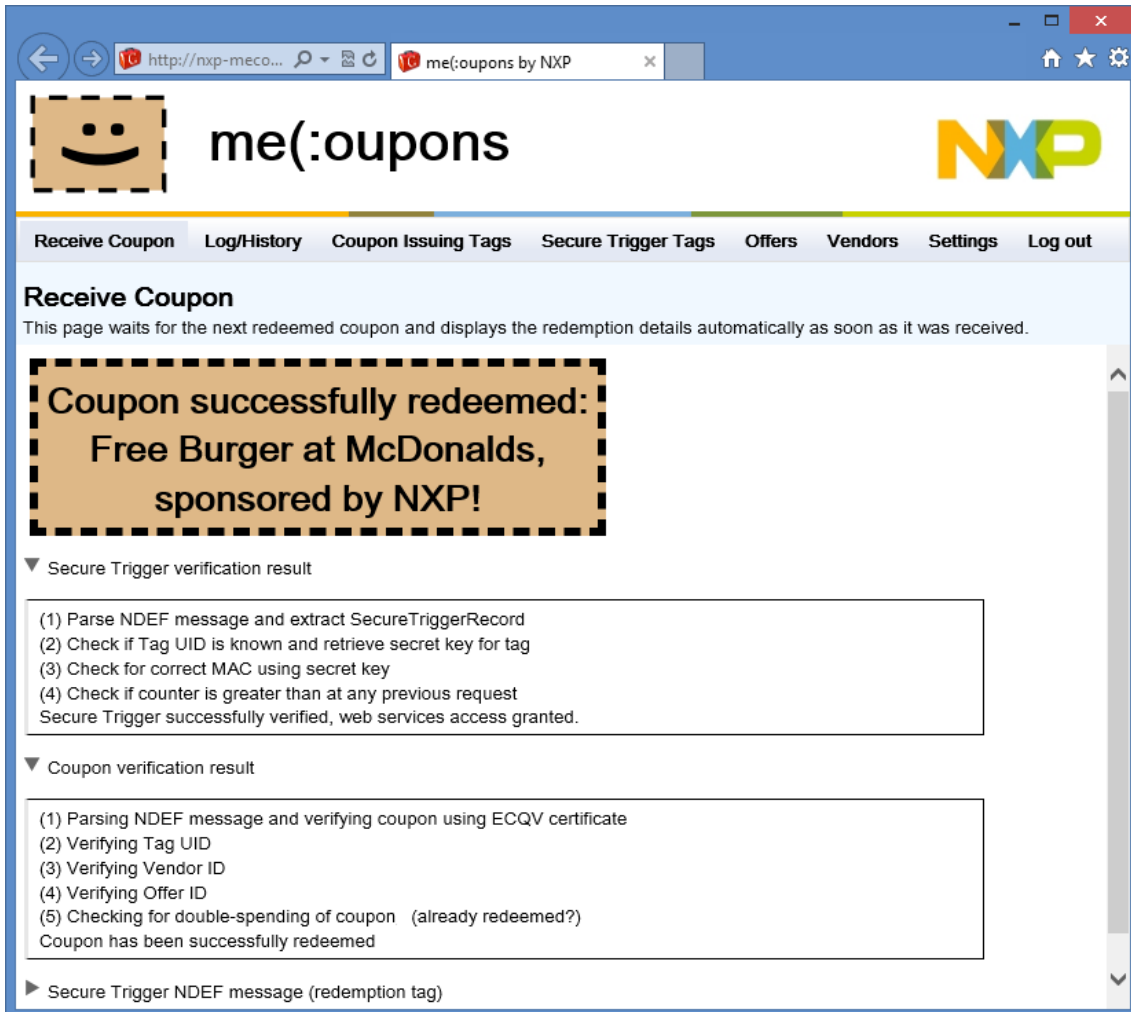 http://nxp-meco...
me(:oupons by NXP
me(:oupons
NXP
Receive Coupon Log/History Coupon Issuing Tags Secure Trigger Tags Offers Vendors Settings Log out
Receive Coupon
This page waits for the next redeemed coupon and displays the redemption details automatically as soon as it was received.
Coupon successfully redeemed:
Free Burger at McDonalds,
sponsored by NXP!
Secure Trigger verification result
(1) Parse NDEF message and extract SecureTriggerRecord
(2) Check if Tag UID is known and retrieve secret key for tag
(3) Check for correct MAC using secret key
(4) Check if counter is greater than at any previous request
Secure Trigger successfully verified, web services access granted.
Coupon verification result
(1) Parsing NDEF message and verifying coupon using ECQV certificate
(2) Verifying Tag UID
(3) Verifying Vendor ID
(4) Verifying Offer ID
(5) Checking for double-spending of coupon (already redeemed?)
Coupon has been successfully redeemed
Secure Trigger NDEF message (redemption tag)